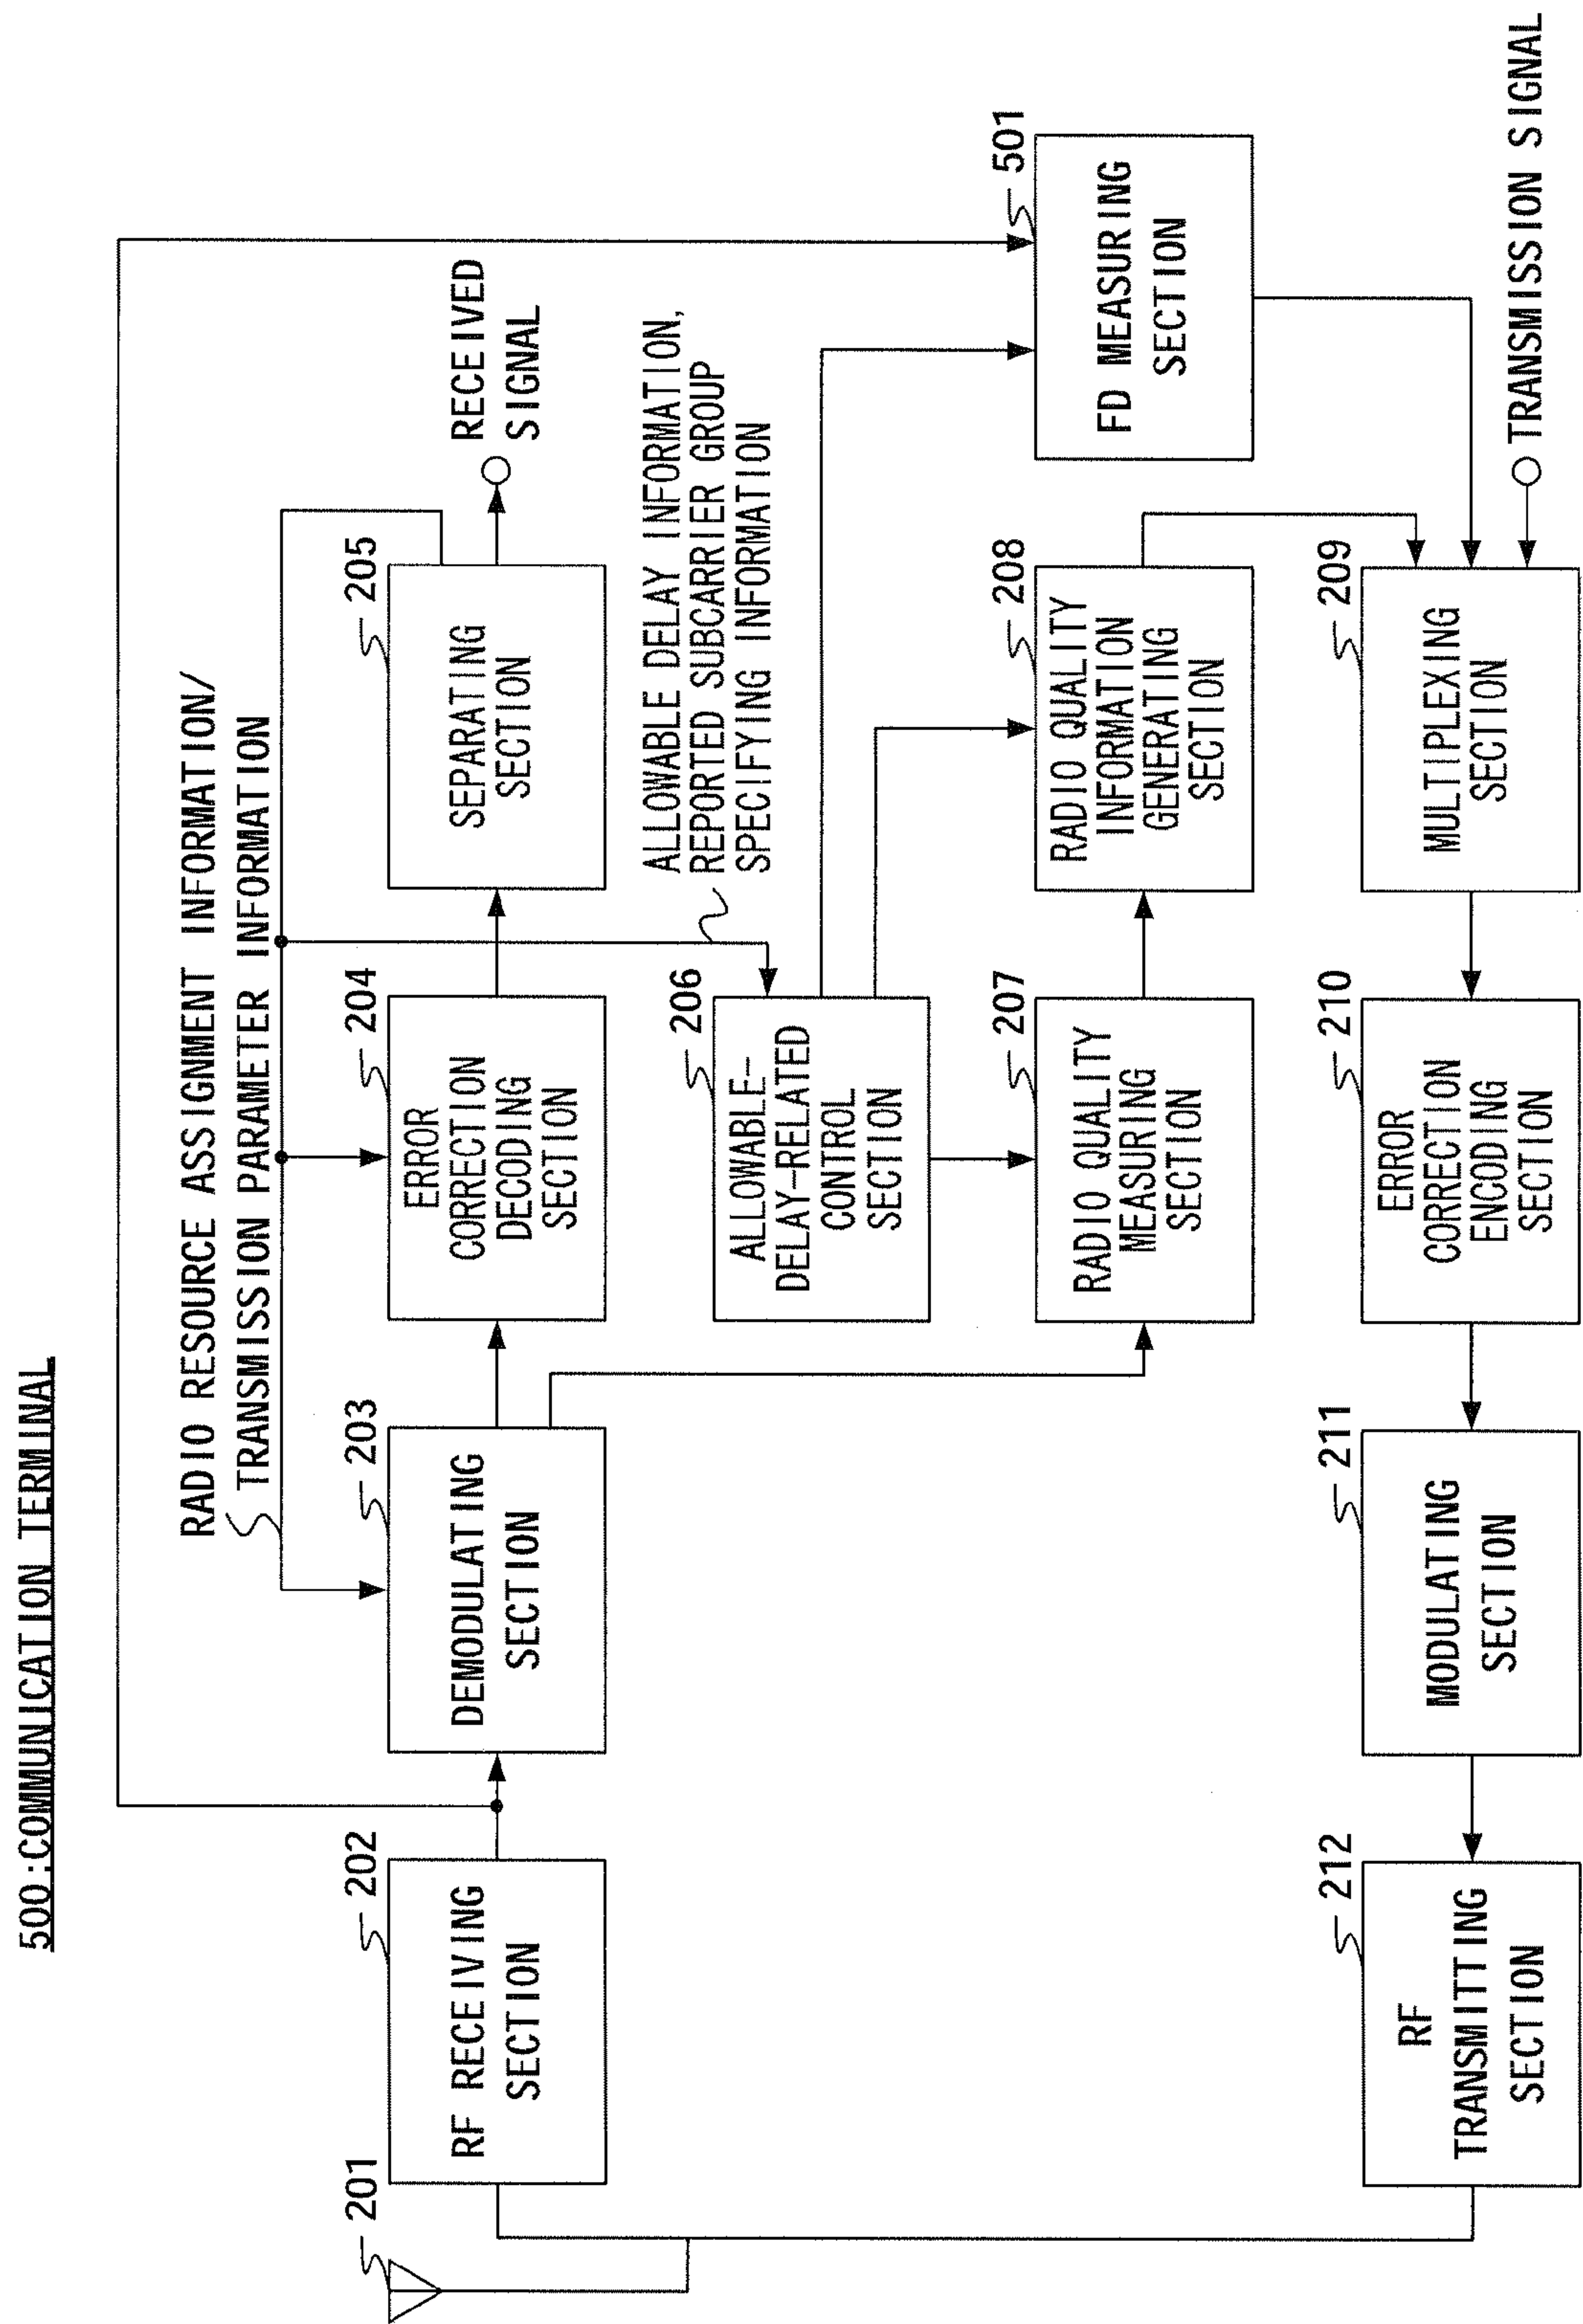 500:COMMUNICATION TERMINAL
RADIO RESOURCE ASSIGNMENT INFORMATION/
TRANSMISSION PARAMETER INFORMATION
201
202
RF RECEIVING
SECTION
203
DEMODULATING
SECTION
204
ERROR
CORRECTION
DECODING
SECTION
205
SEPARATING
SECTION
RECEIVED
SIGNAL
ALLOWABLE DELAY INFORMATION,
REPORTED SUBCARRIER GROUP
SPECIFYING INFORMATION
206
ALLOWABLE-
DELAY-RELATED
CONTROL
SECTION
207
RADIO QUALITY
MEASURING
SECTION
208
RADIO QUALITY
INFORMATION
GENERATING
SECTION
501
FD MEASURING
SECTION
212
RF
TRANSMITTING
SECTION
211
MODULATING
SECTION
210
ERROR
CORRECTION
ENCODING
SECTION
209
MULTIPLEXING
SECTION
TRANSMISSION SIGNAL